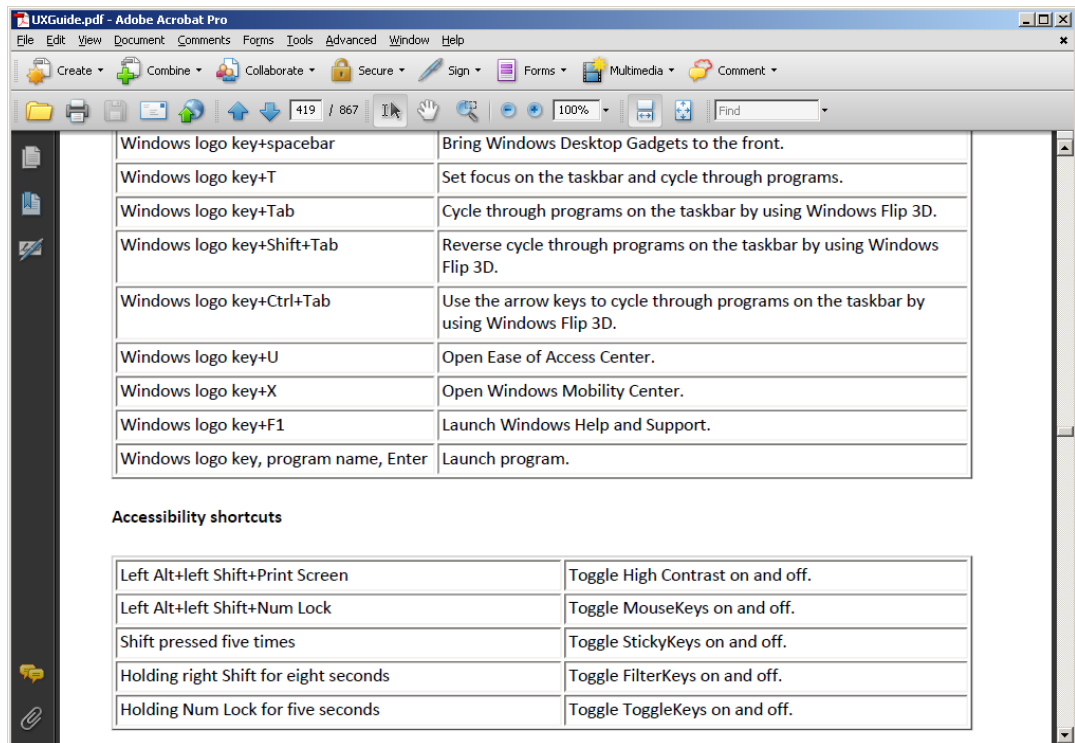 UXGuide.pdf - Adobe Acrobat Pro
File Edit View Document Comments Forms Tools Advanced Window Help
Create Combine Collaborate Secure Sign Forms Multimedia Comment
419 / 867 100% Find
Windows logo key+spacebar Bring Windows Desktop Gadgets to the front.
Windows logo key+T Set focus on the taskbar and cycle through programs.
Windows logo key+Tab Cycle through programs on the taskbar by using Windows Flip 3D.
Windows logo key+Shift+Tab Reverse cycle through programs on the taskbar by using Windows
Flip 3D.
Windows logo key+Ctrl+Tab Use the arrow keys to cycle through programs on the taskbar by
using Windows Flip 3D.
Windows logo key+U Open Ease of Access Center.
Windows logo key+X Open Windows Mobility Center.
Windows logo key+F1 Launch Windows Help and Support.
Windows logo key, program name, Enter Launch program.
Accessibility shortcuts
Left Alt+left Shift+Print Screen Toggle High Contrast on and off.
Left Alt+left Shift+Num Lock Toggle MouseKeys on and off.
Shift pressed five times Toggle StickyKeys on and off.
Holding right Shift for eight seconds Toggle FilterKeys on and off.
Holding Num Lock for five seconds Toggle ToggleKeys on and off.